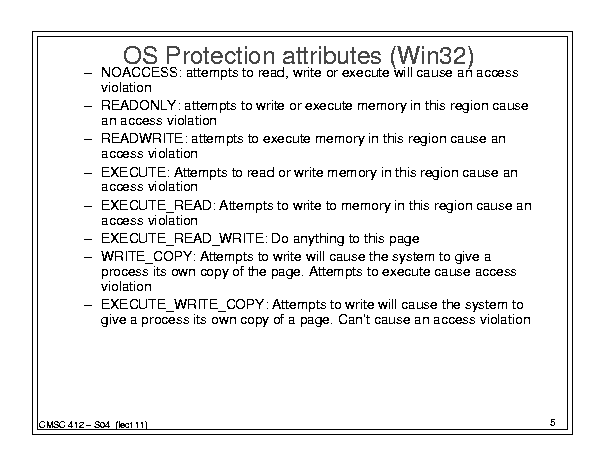 OS Protection attributes (Win32)
– NOACCESS: attempts to read, write or execute will cause an access
violation
– READONLY: attempts to write or execute memory in this region cause
an access violation
– READWRITE: attempts to execute memory in this region cause an
access violation
– EXECUTE: Attempts to read or write memory in this region cause an
access violation
– EXECUTE_READ: Attempts to write to memory in this region cause an
access violation
– EXECUTE_READ_WRITE: Do anything to this page
– WRITE_COPY: Attempts to write will cause the system to give a
process its own copy of the page. Attempts to execute cause access
violation
– EXECUTE_WRITE_COPY: Attempts to write will cause the system to
give a process its own copy of a page. Can't cause an access violation
CMSC 412 – S04 (lect 11)
5